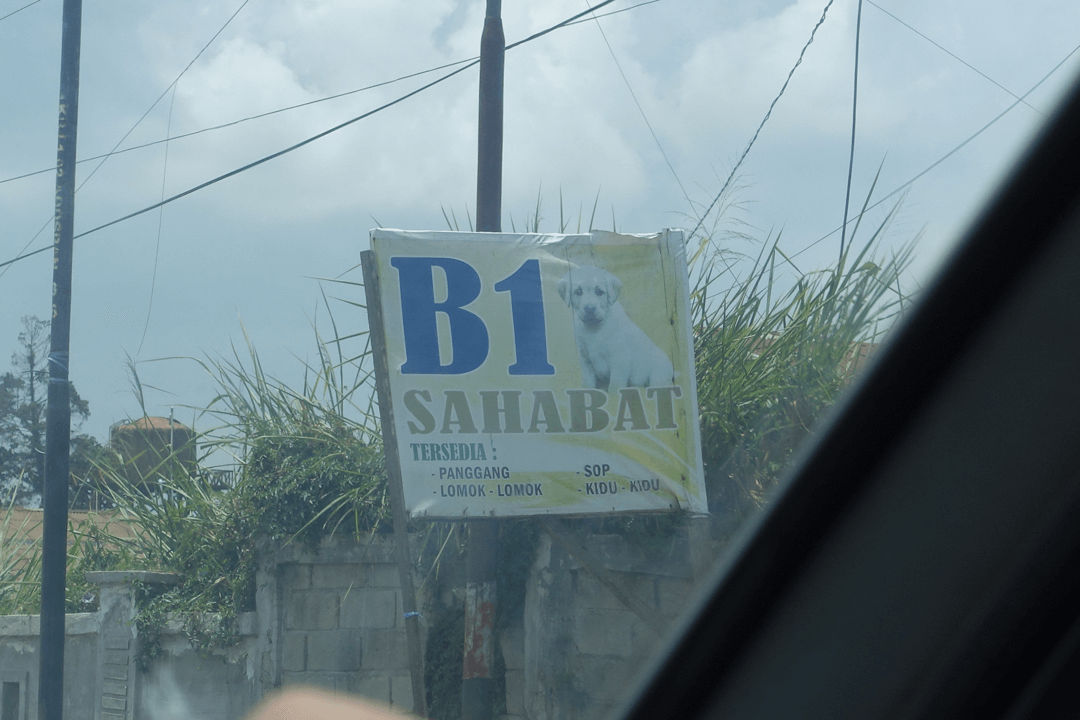 B1
SAHABAT
TERSEDIA :
- PANGGANG
- LOMOK - LOMOK
- SOP
- KIDU - KIDU